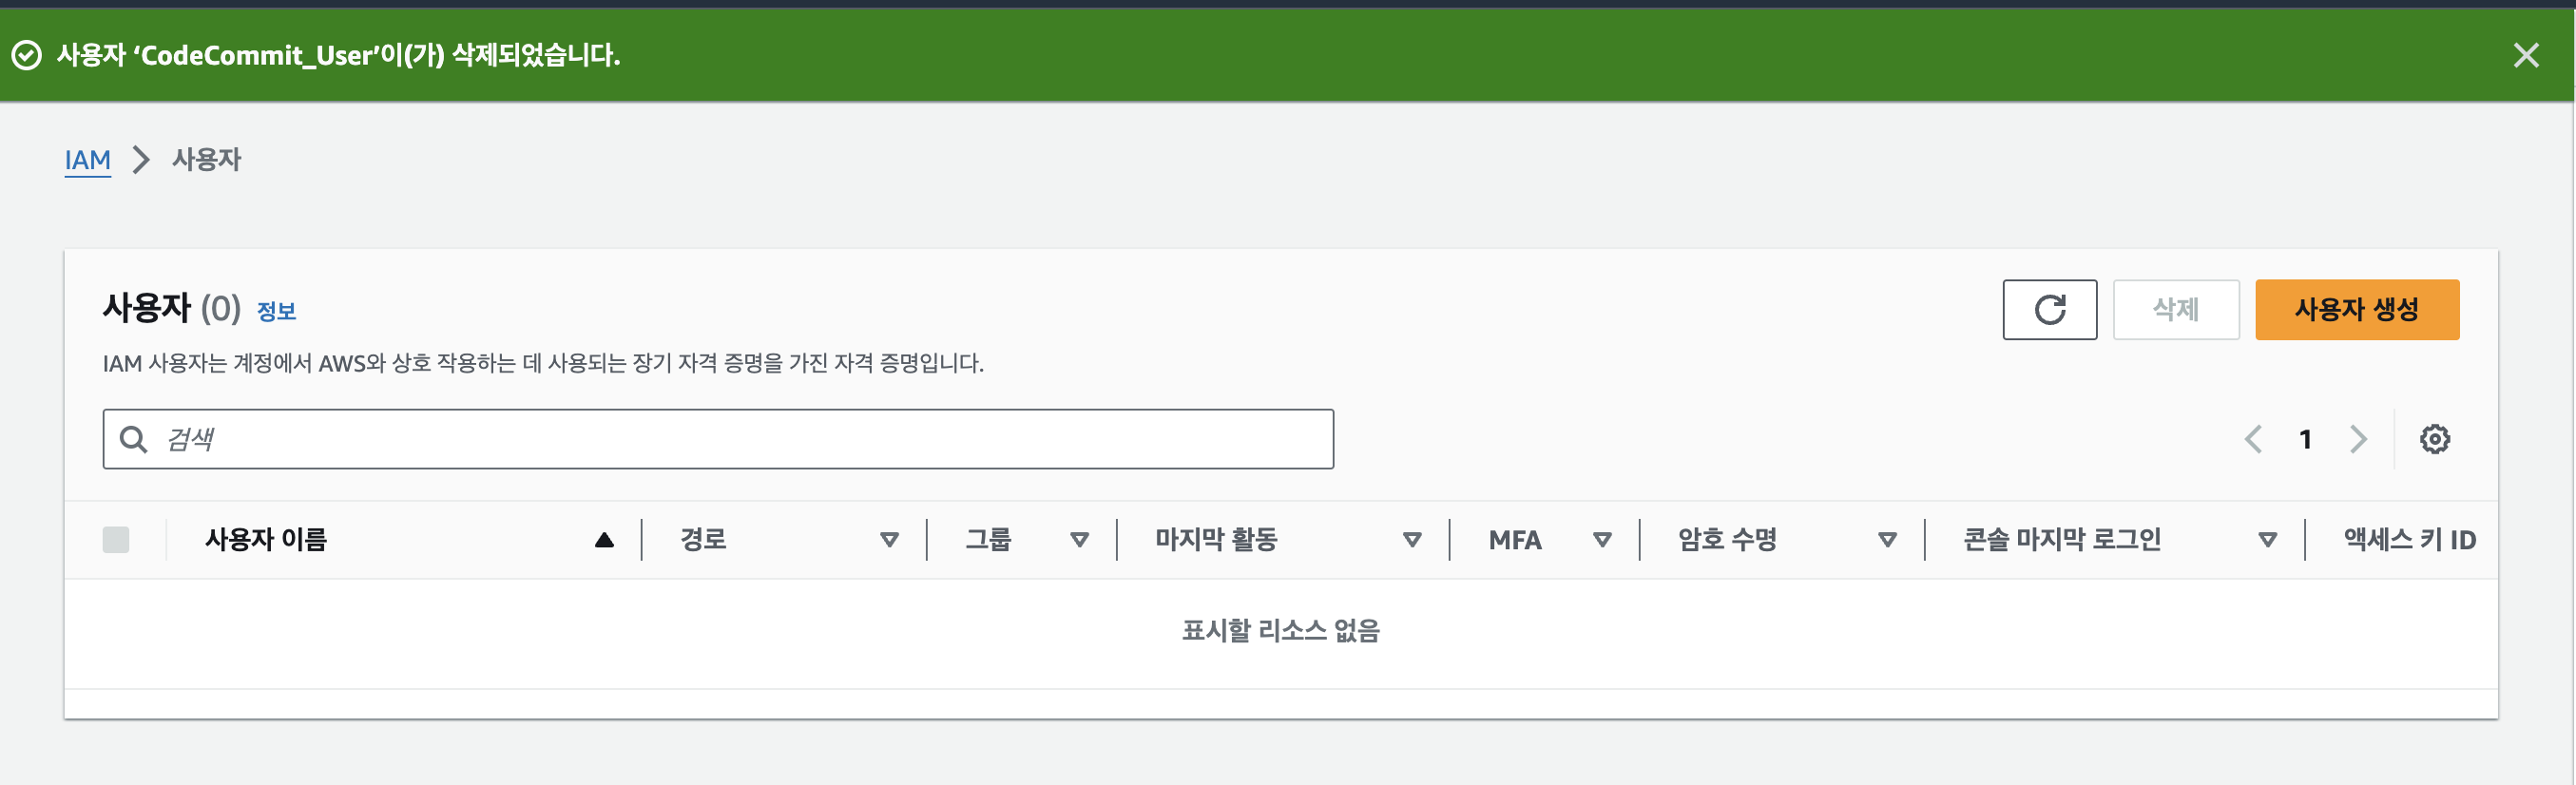 사용자 ‘CodeCommit_User’이(가) 삭제되었습니다.
IAM 사용자
사용자 (0) 정보
삭제 사용자 생성
IAM 사용자는 계정에서 AWS와 상호 작용하는 데 사용되는 장기 자격 증명을 가진 자격 증명입니다.
검색
1
사용자 이름 경로 그룹 마지막 활동 MFA 암호 수명 콘솔 마지막 로그인 액세스 키 ID
표시할 리소스 없음